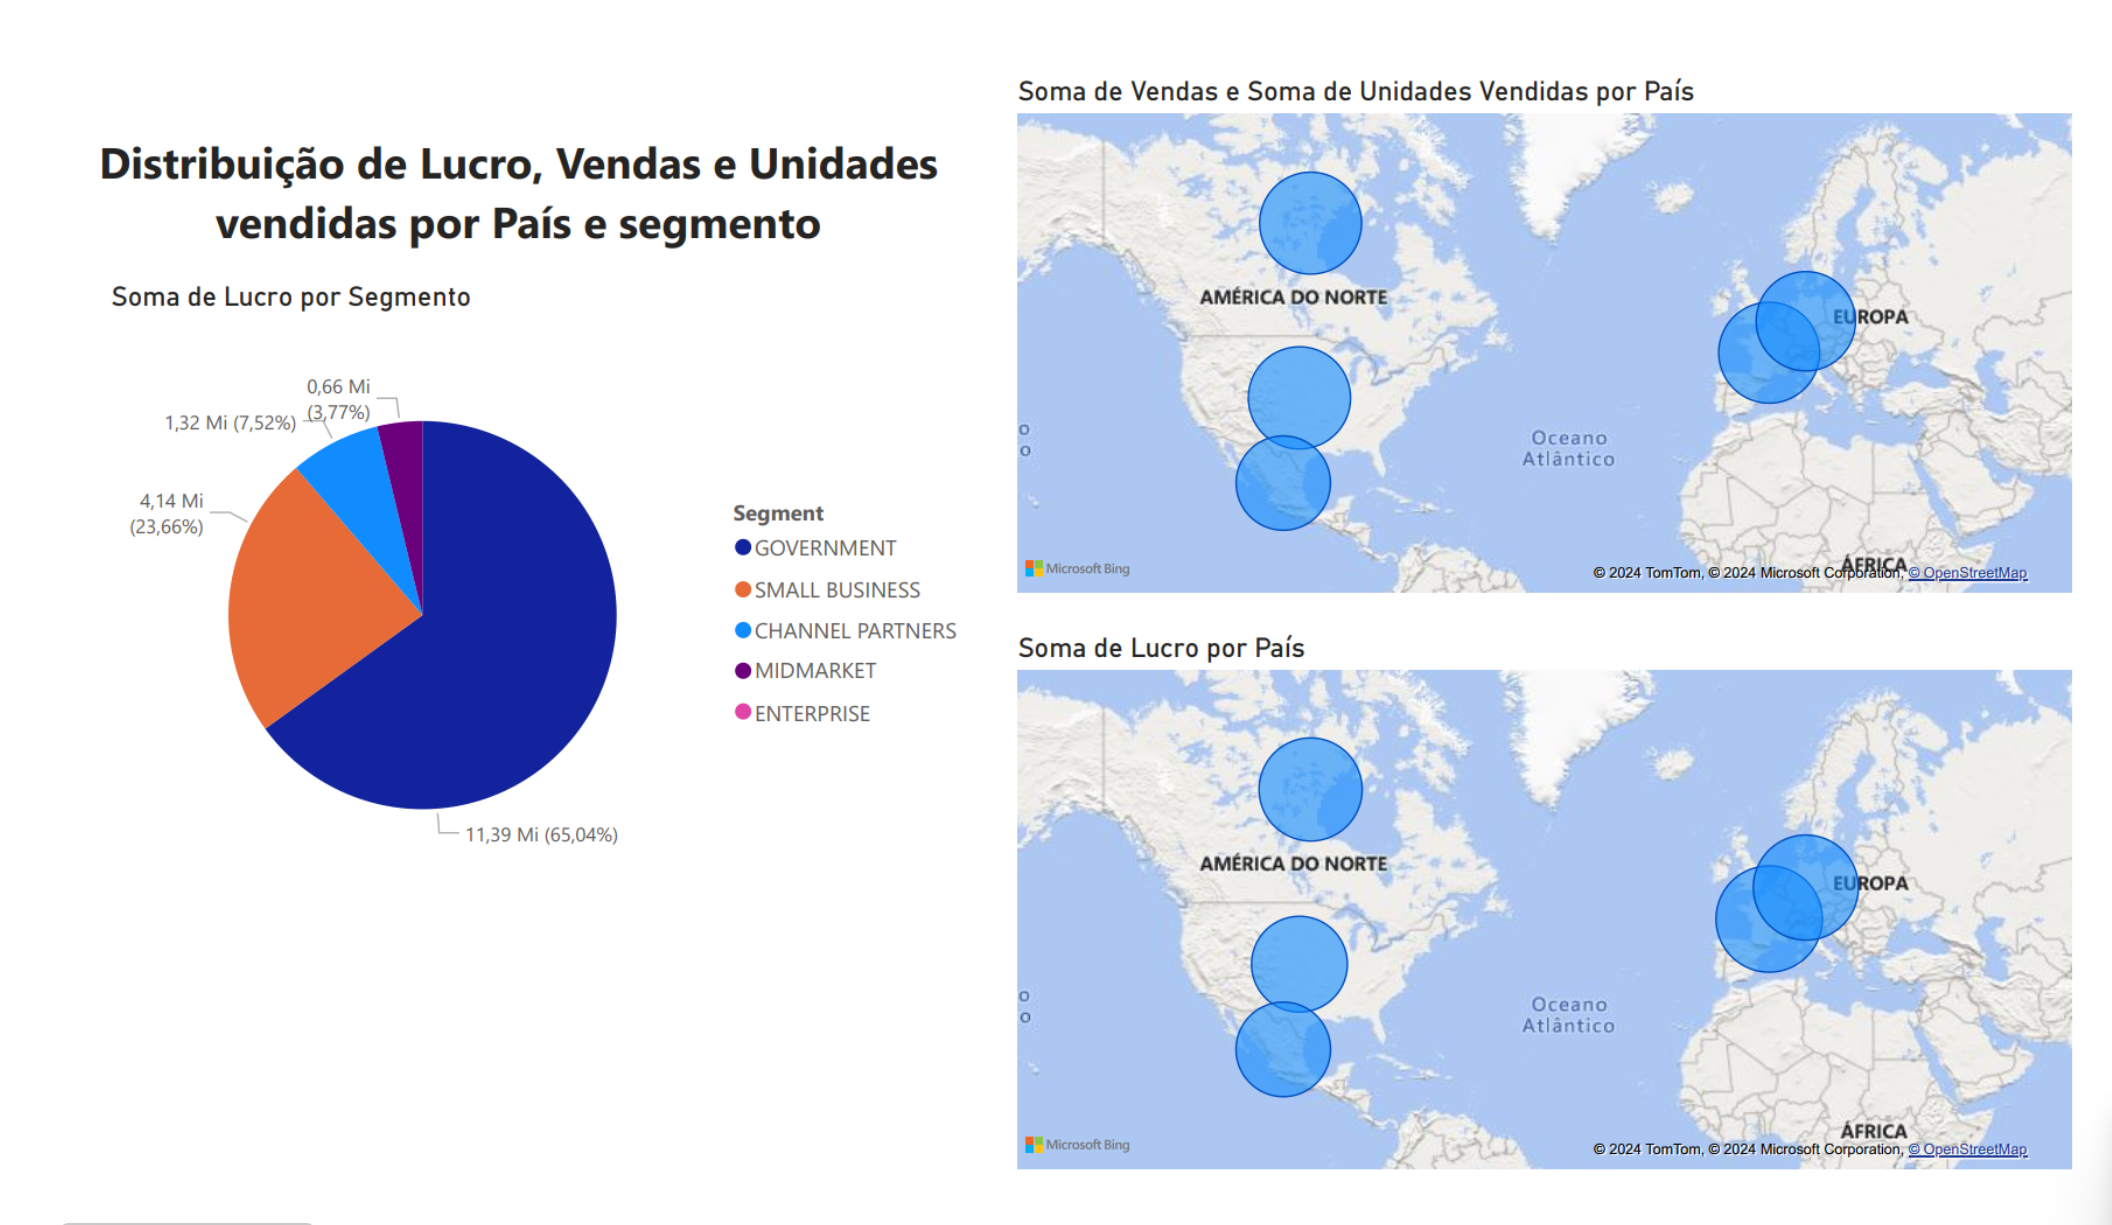 Distribuição de Lucro, Vendas e Unidades
vendidas por País e segmento
Soma de Lucro por Segmento
0,66 Mi
(3,77%)
1,32 Mi (7,52%)
4,14 Mi
(23,66%)
11,39 Mi (65,04%)
Segment
GOVERNMENT
SMALL BUSINESS
CHANNEL PARTNERS
MIDMARKET
ENTERPRISE
Soma de Vendas e Soma de Unidades Vendidas por País
AMÉRICA DO NORTE
EUROPA
o
o
Oceano
Atlântico
ÁFRICA
Microsoft Bing
© 2024 TomTom, © 2024 Microsoft Corporation, © OpenStreetMap
Soma de Lucro por País
AMÉRICA DO NORTE
EUROPA
o
o
Oceano
Atlântico
ÁFRICA
Microsoft Bing
© 2024 TomTom, © 2024 Microsoft Corporation, © OpenStreetMap